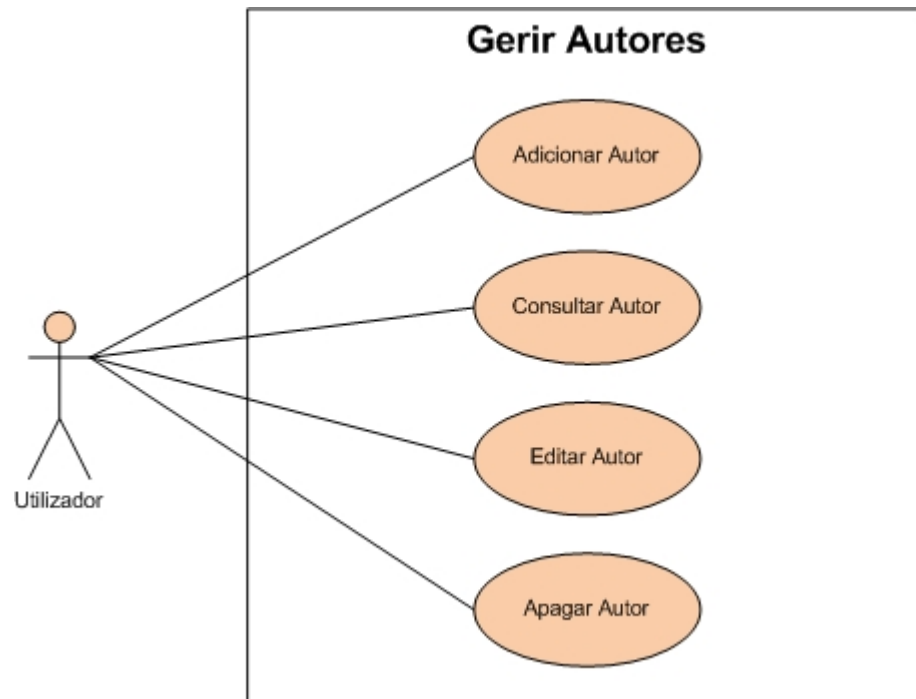 Gerir Autores
Adicionar Autor
Consultar Autor
Editar Autor
Utilizador
Apagar Autor